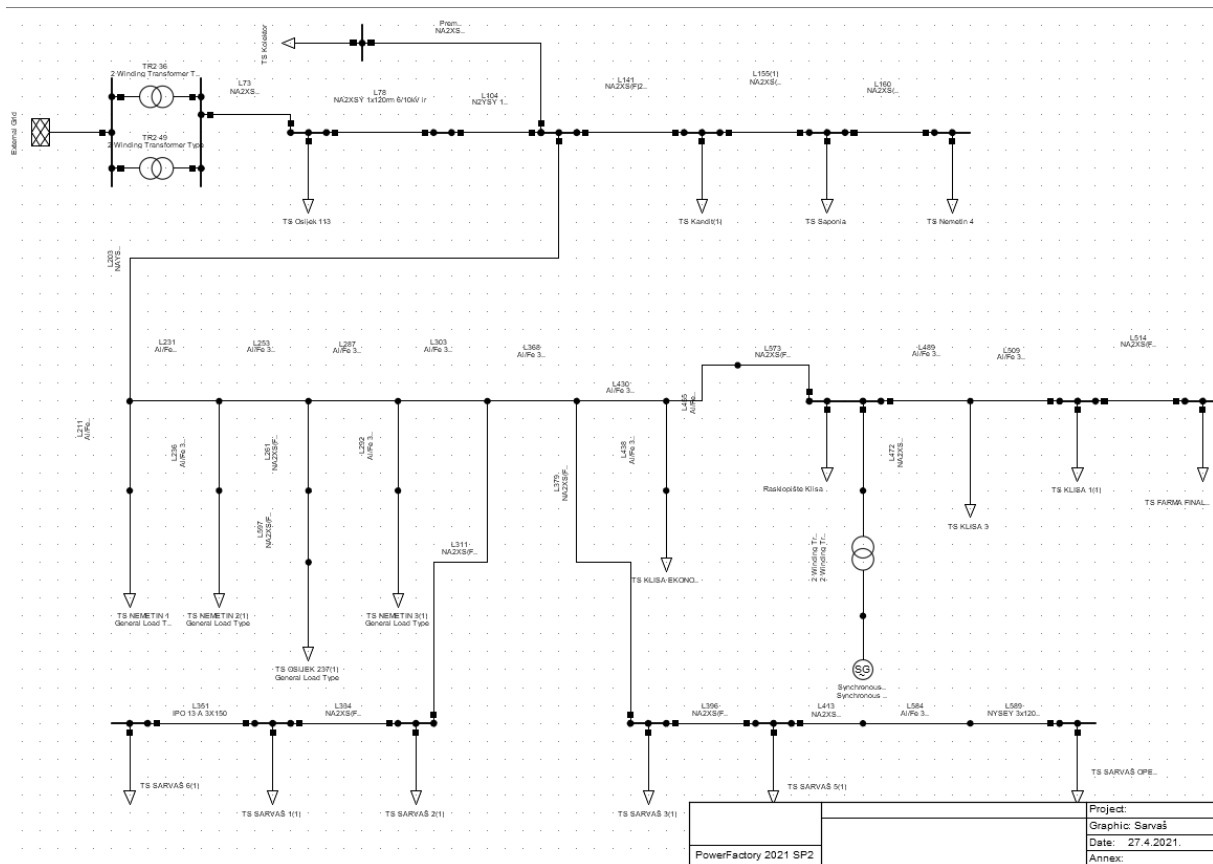 TS Kolektor
Prem...
NA2XS...
TR2 36
2 Winding Transformer T...
L73
NA2XS...
L78
NA2XSY 1x120rm 6/10kV ir
L104
N2YSY 1...
L141
NA2XS(F)2...
L155(1)
NA2XS(...
L160
NA2XS(...
External Grid
TR2 49
2 Winding Transformer Type
TS Osijek 113
TS Kandit(1)
TS Saponia
TS Nemetin 4
L203
NAYS...
L231
Al/Fe...
L253
Al/Fe 3...
L287
Al/Fe 3...
L303
Al/Fe 3...
L368
Al/Fe 3...
L430
Al/Fe 3...
L573
NA2XS(F...
L489
Al/Fe 3...
L509
Al/Fe 3...
L514
NA2XS(F...
L211
Al/Fe...
L236
Al/Fe 3...
L261
NA2XS(F...
L292
Al/Fe 3...
L379
NA2XS(F...
L438
Al/Fe 3...
Al/Fe...
L472
NA2XS...
Rasklopište Klisa
TS KLISA 1(1)
TS FARMA FINAL...
TS KLISA 3
L597
NA2XS(F...
L311
NA2XS(F...
2 Winding Tr...
2 Winding Tr...
TS KLISA EKONO...
TS NEMETIN 1
General Load T...
TS NEMETIN 2(1)
General Load Type
TS NEMETIN 3(1)
General Load Type
TS OSIJEK 237(1)
General Load Type
SG
Synchronous...
Synchronous ...
L351
IPO 13 A 3X150
L334
NA2XS(F...
L396
NA2XS(F...
L413
NA2XS...
L584
Al/Fe 3...
L589
NYSEY 3x120...
TS SARVAŠ 6(1)
TS SARVAŠ 1(1)
TS SARVAŠ 2(1)
TS SARVAŠ 3(1)
TS SARVAŠ 5(1)
TS SARVAŠ OPE...
PowerFactory 2021 SP2
Project:
Graphic: Sarvaš
Date: 27.4.2021.
Annex: